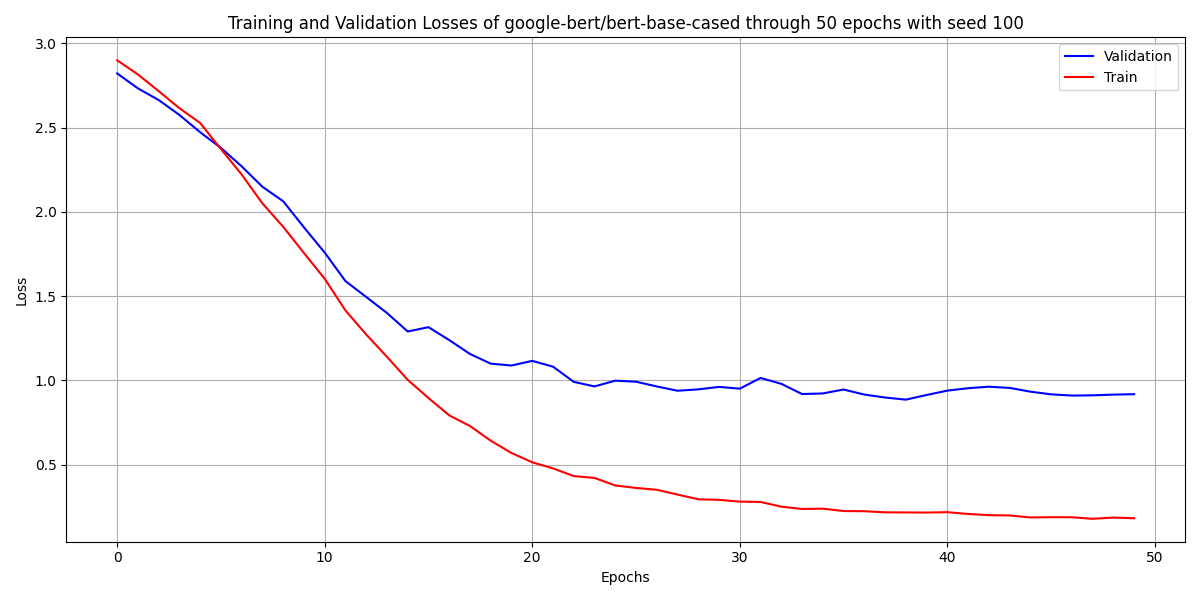 Training and Validation Losses of google-bert/bert-base-cased through 50 epochs with seed 100
Validation
Train
3.0
2.5
2.0
1.5
1.0
0.5
Loss
0
10
20
30
40
50
Epochs